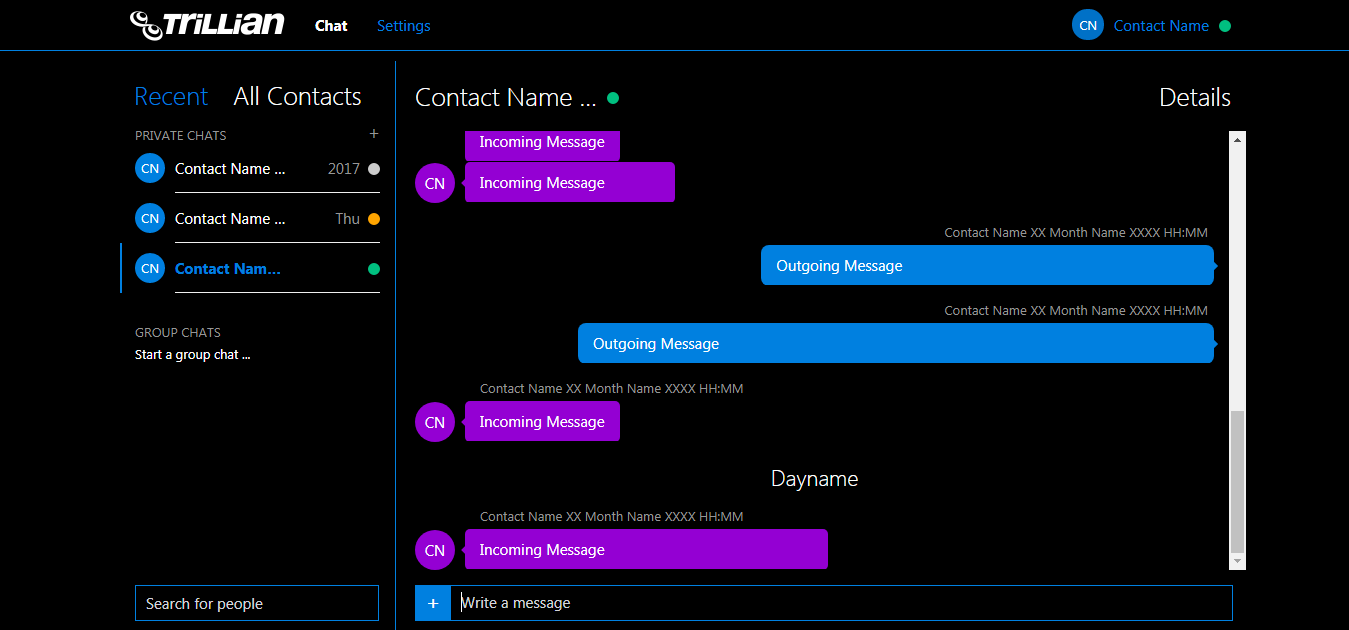 TRiLLiAN
Chat
Settings
CN
Contact Name
Recent
All Contacts
PRIVATE CHATS
+
CN
Contact Name ...
2017
CN
Contact Name ...
Thu
CN
Contact Nam...
GROUP CHATS
Start a group chat ...
Search for people
Contact Name ...
Details
Incoming Message
CN
Incoming Message
Contact Name XX Month Name XXXX HH:MM
Outgoing Message
Contact Name XX Month Name XXXX HH:MM
Outgoing Message
Contact Name XX Month Name XXXX HH:MM
CN
Incoming Message
Dayname
Contact Name XX Month Name XXXX HH:MM
CN
Incoming Message
+
Write a message